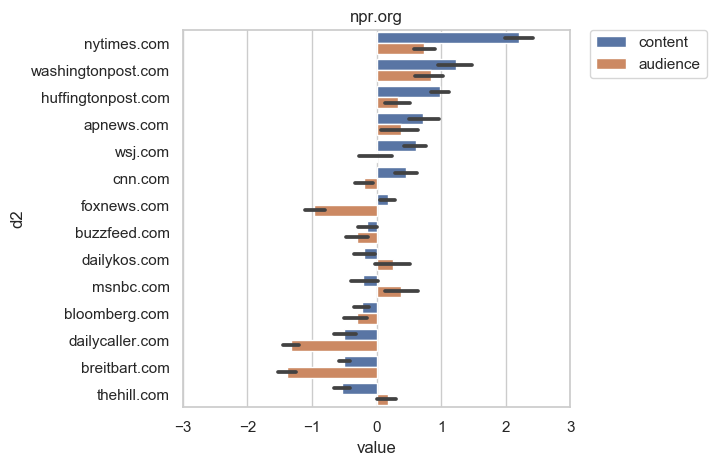 npr.org
content
audience
nytimes.com
washingtonpost.com
huffingtonpost.com
apnews.com
wsj.com
cnn.com
foxnews.com
buzzfeed.com
dailykos.com
msnbc.com
bloomberg.com
dailycaller.com
breitbart.com
thehill.com
d2
−3 −2 −1 0 1 2 3
value